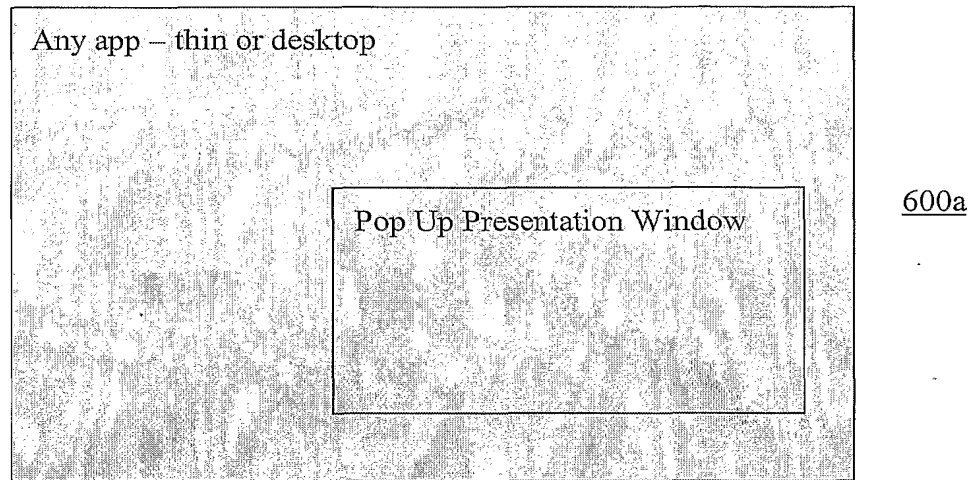 Any app – thin or desktop
Pop Up Presentation Window
600a